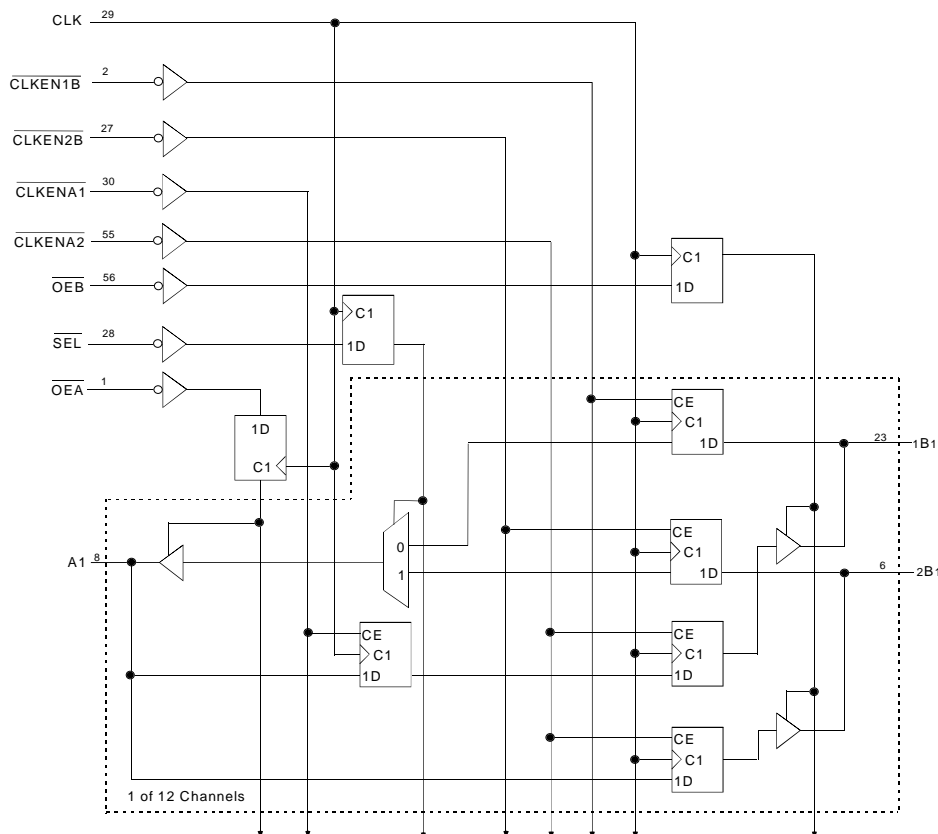 CLK 29
CLKEN1B 2
CLKEN2B 27
CLKENA1 30
CLKENA2 55
C1
OEB 56
1D
C1
SEL 28
1D
OEA 1
CE
1D
C1
23
1B1
1D
C1
CE
0
C1
A1 8
1
1D
6
2B1
CE
CE
C1
C1
1D
1D
CE
C1
1D
1 of 12 Channels